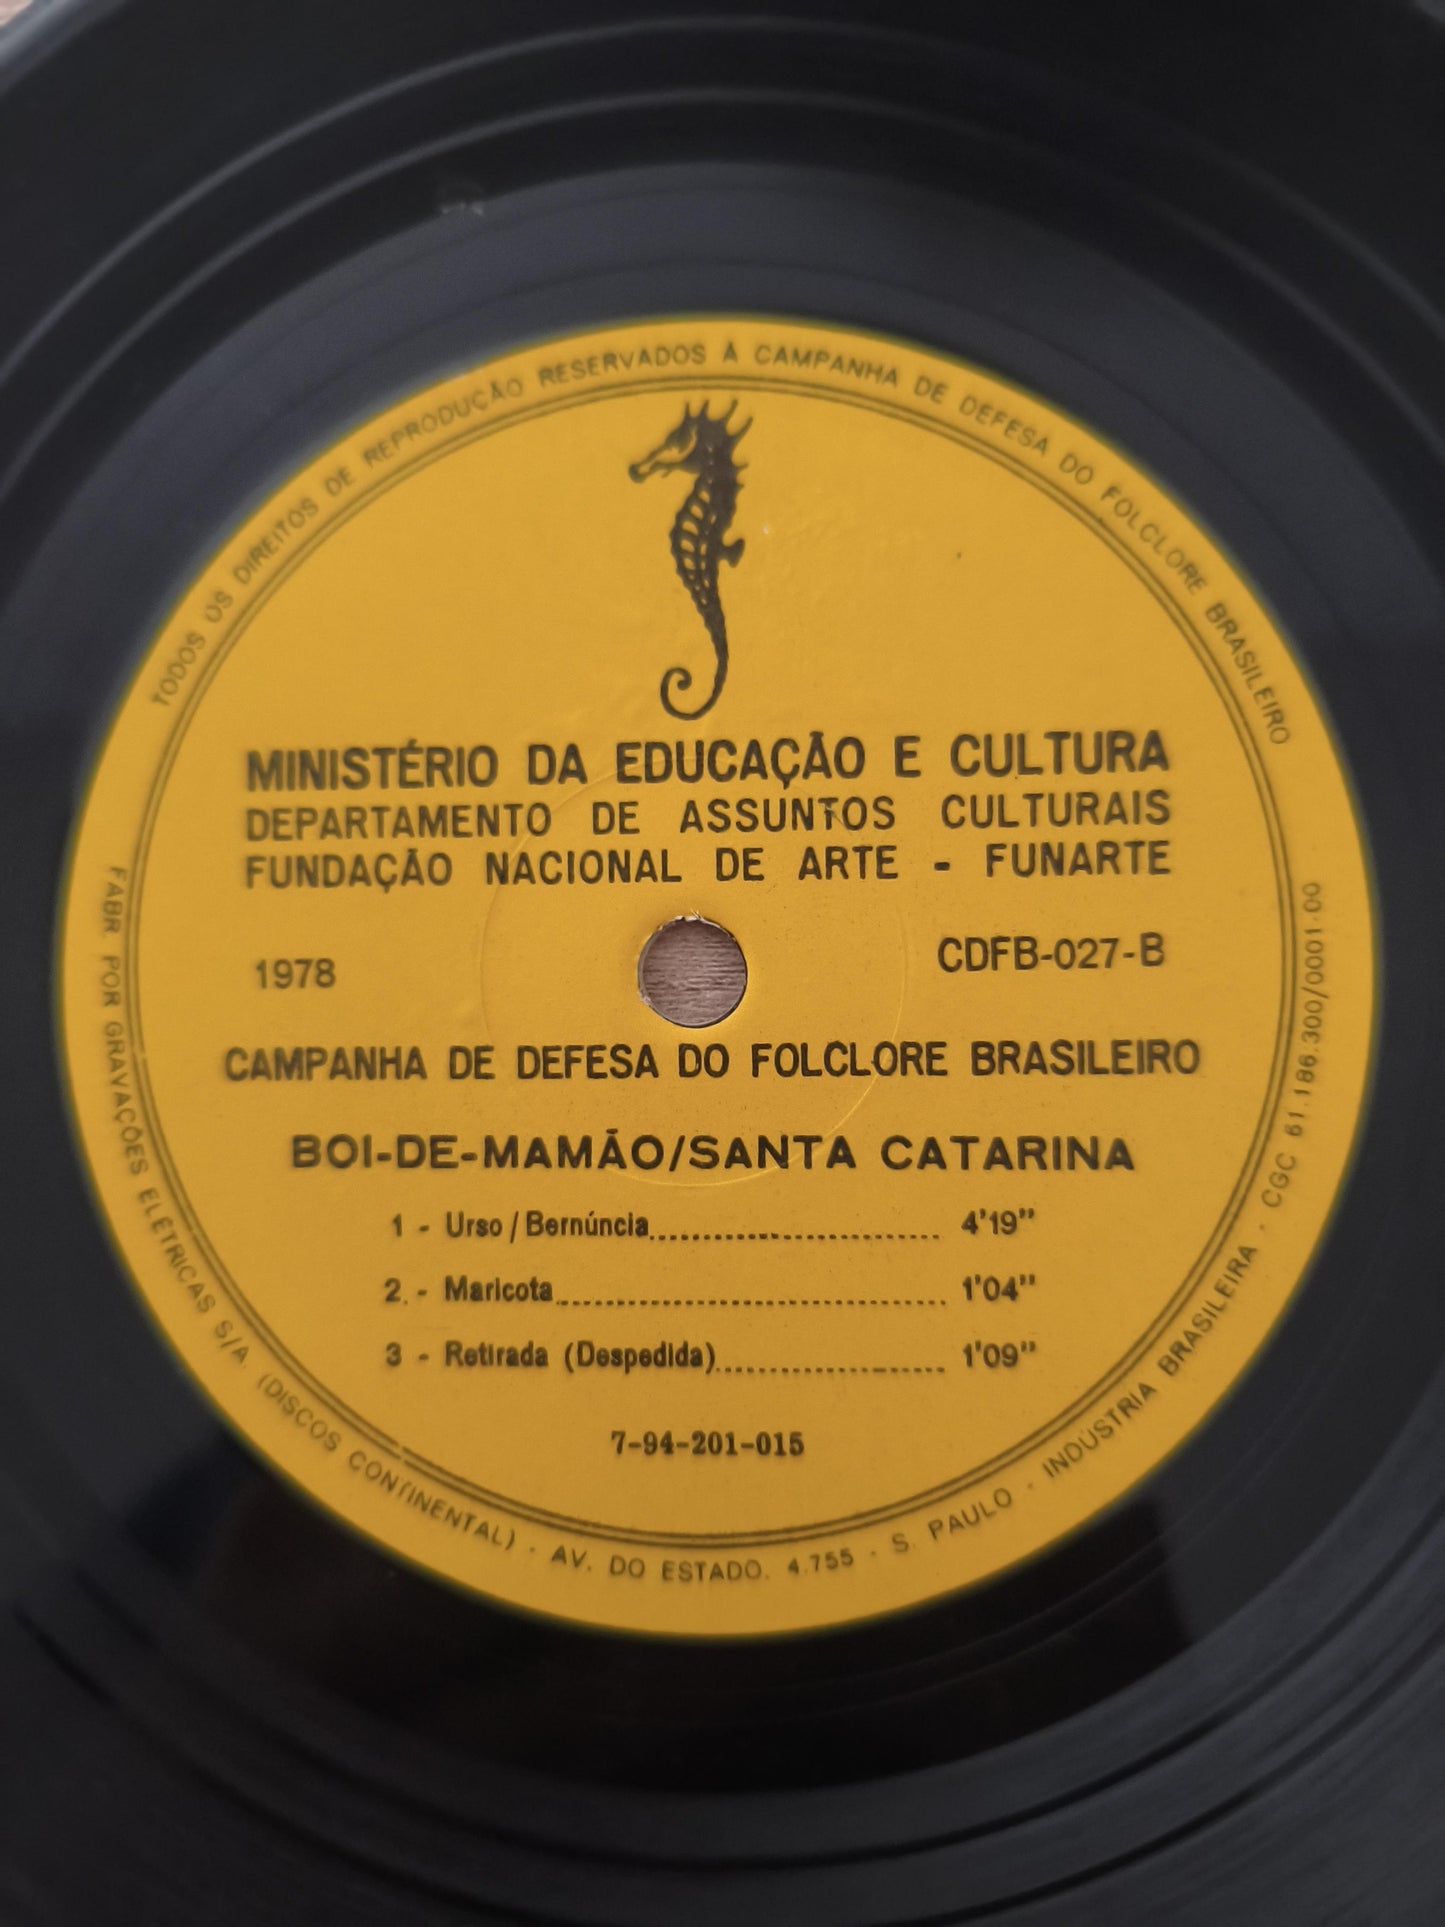 TODOS OS DIREITOS DE REPRODUÇÃO RESERVADOS À CAMPANHA DE DEFESA DO FOLCLORE BRASILEIRO
MINISTÉRIO DA EDUCAÇÃO E CULTURA
DEPARTAMENTO DE ASSUNTOS CULTURAIS
FUNDAÇÃO NACIONAL DE ARTE - FUNARTE
1978
CDFB-027-B
CAMPANHA DE DEFESA DO FOLCLORE BRASILEIRO
BOI-DE-MAMÃO/SANTA CATARINA
1 - Urso / Bernúncia.............................. 4'19"
2. - Maricota........................................ 1'04"
3 - Retirada (Despedida)....................... 1'09"
7-94-201-015
FABR. POR GRAVAÇÕES ELÉTRICAS S/A. (DISCOS CONTINENTAL) - AV. DO ESTADO. 4.755 - S. PAULO - INDÚSTRIA BRASILEIRA - CGC 61.186.300/0001-00